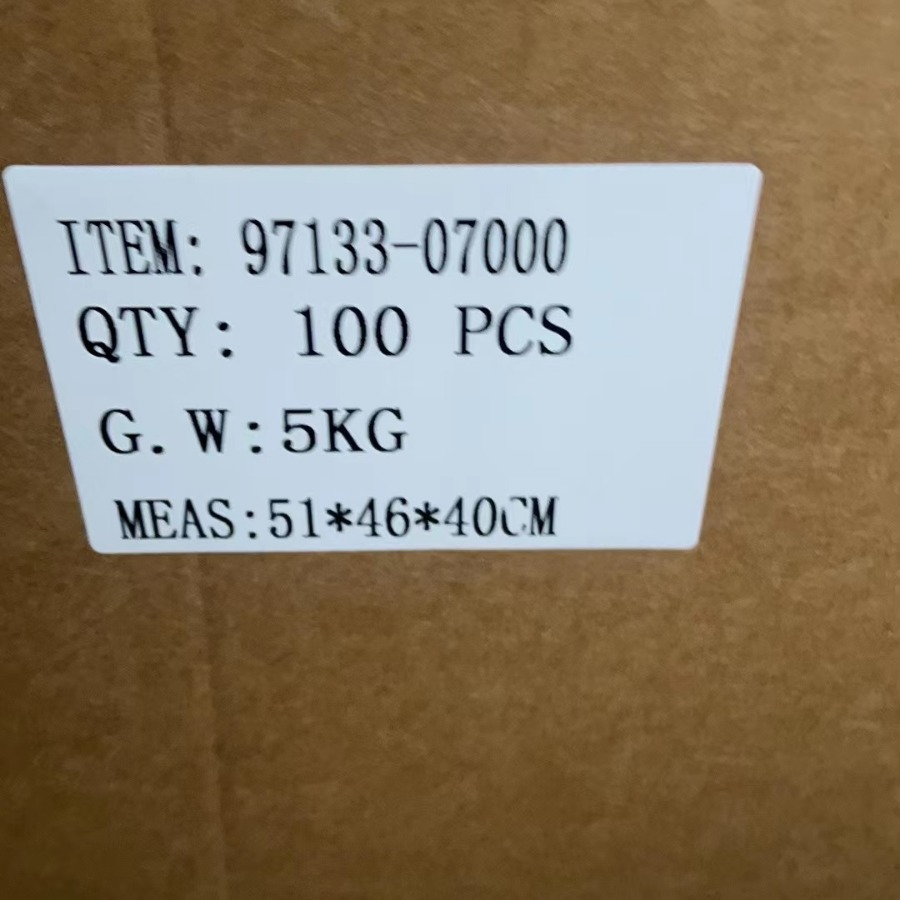 ITEM: 97133-07000
QTY: 100 PCS
G.W:5KG
MEAS:51*46*40CM